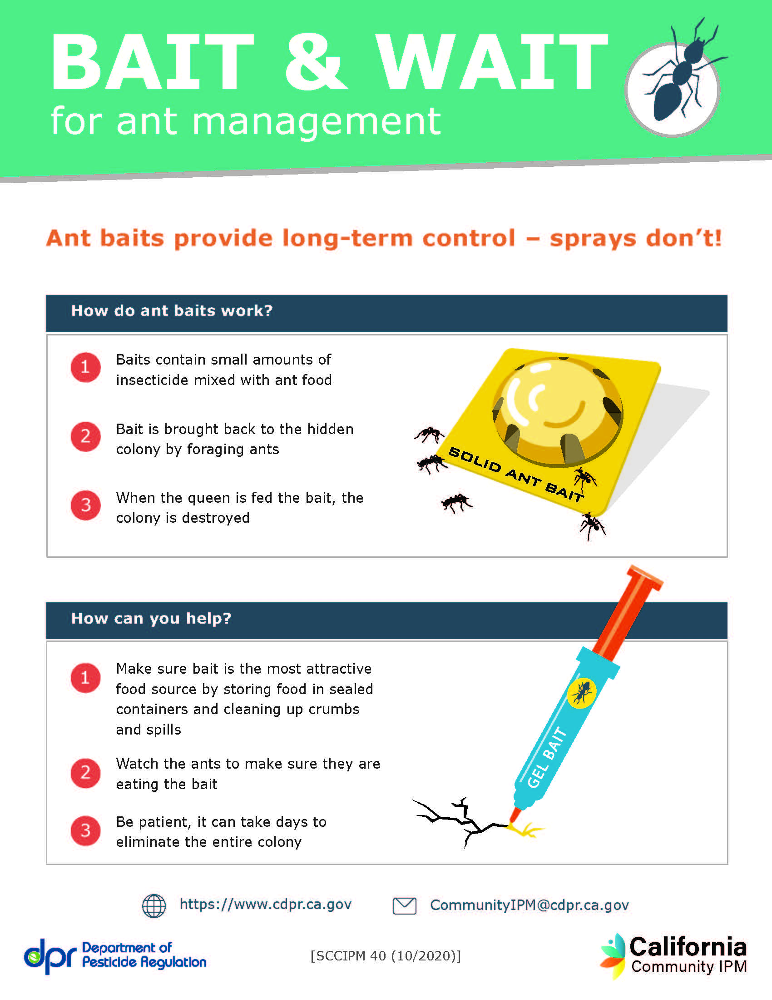 BAIT & WAIT
for ant management
Ant baits provide long-term control – sprays don't!
How do ant baits work?
1
Baits contain small amounts of
insecticide mixed with ant food
2
Bait is brought back to the hidden
colony by foraging ants
3
When the queen is fed the bait, the
colony is destroyed
SOLID ANT BAIT
How can you help?
1
Make sure bait is the most attractive
food source by storing food in sealed
containers and cleaning up crumbs
and spills
2
Watch the ants to make sure they are
eating the bait
3
Be patient, it can take days to
eliminate the entire colony
GEL BAIT
https://www.cdpr.ca.gov
CommunityIPM@cdpr.ca.gov
dpr Department of
Pesticide Regulation
[SCCIPM 40 (10/2020)]
California
Community IPM